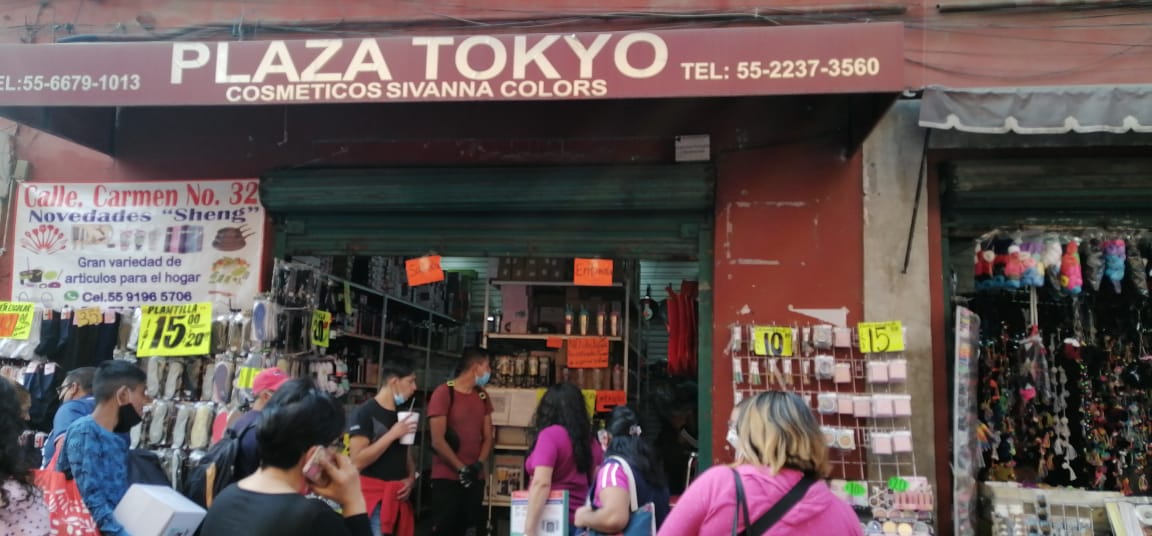 PLAZA TOKYO
EL:55-6679-1013
TEL: 55-2237-3560
COSMETICOS SIVANNA COLORS
Calle. Carmen No. 32
Novedades "Sheng"
Gran variedad de
articulos para el hogar
Cel.55 9196 5706
PLANTILLA
15.00
20
10
15